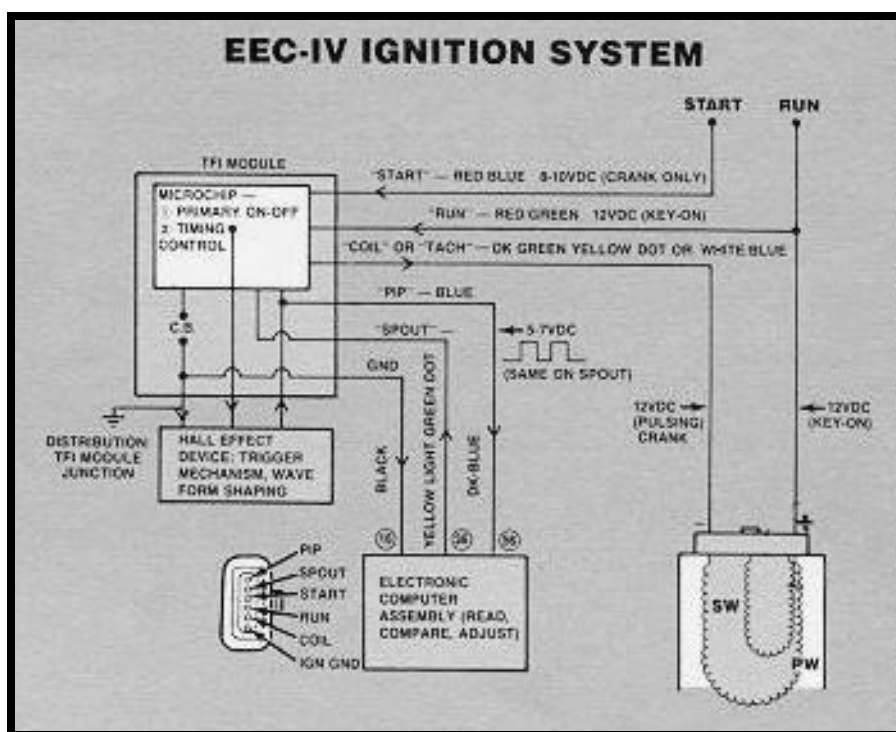 EEC-IV IGNITION SYSTEM
START
RUN
TFI MODULE
"START" — RED BLUE 8-10VDC (CRANK ONLY)
MICROCHIP —
1) PRIMARY ON-OFF
2) TIMING
CONTROL
"RUN" — RED GREEN 12VDC (KEY-ON)
"COIL" OR "TACH" — DK GREEN YELLOW DOT OR WHITE BLUE
"PIP" — BLUE
C.B.
"SPOUT" —
5-7VDC
(SAME ON SPOUT)
GND
12VDC
(PULSING)
CRANK
12VDC
(KEY-ON)
DISTRIBUTION
TFI MODULE
JUNCTION
HALL EFFECT
DEVICE: TRIGGER
MECHANISM, WAVE
FORM SHAPING
BLACK
YELLOW LIGHT GREEN DOT
DK-BLUE
16
36
56
PIP
SPOUT
START
RUN
COIL
IGN GND
ELECTRONIC
COMPUTER
ASSEMBLY (READ,
COMPARE, ADJUST)
- +
SW
PW